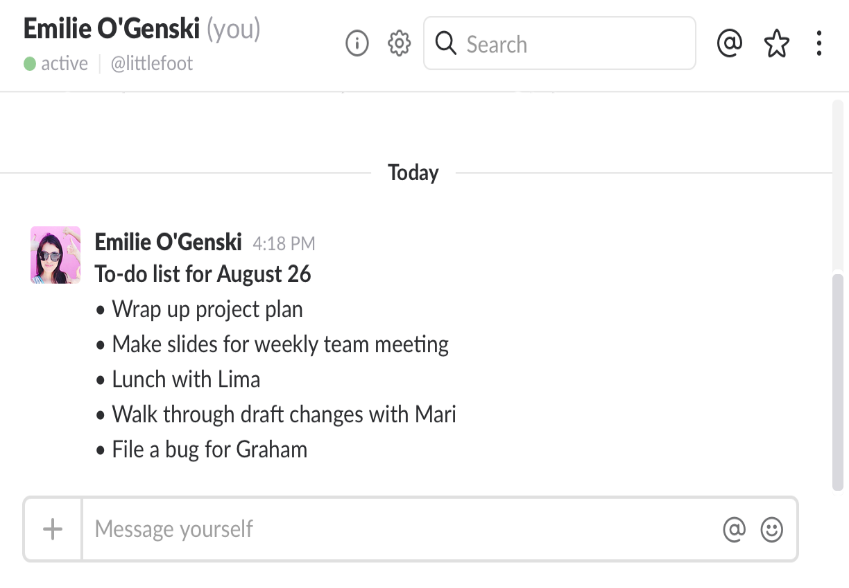 Emilie O'Genski (you)
active | @littlefoot
Search
Today
Emilie O'Genski 4:18 PM
To-do list for August 26
• Wrap up project plan
• Make slides for weekly team meeting
• Lunch with Lima
• Walk through draft changes with Mari
• File a bug for Graham
Message yourself